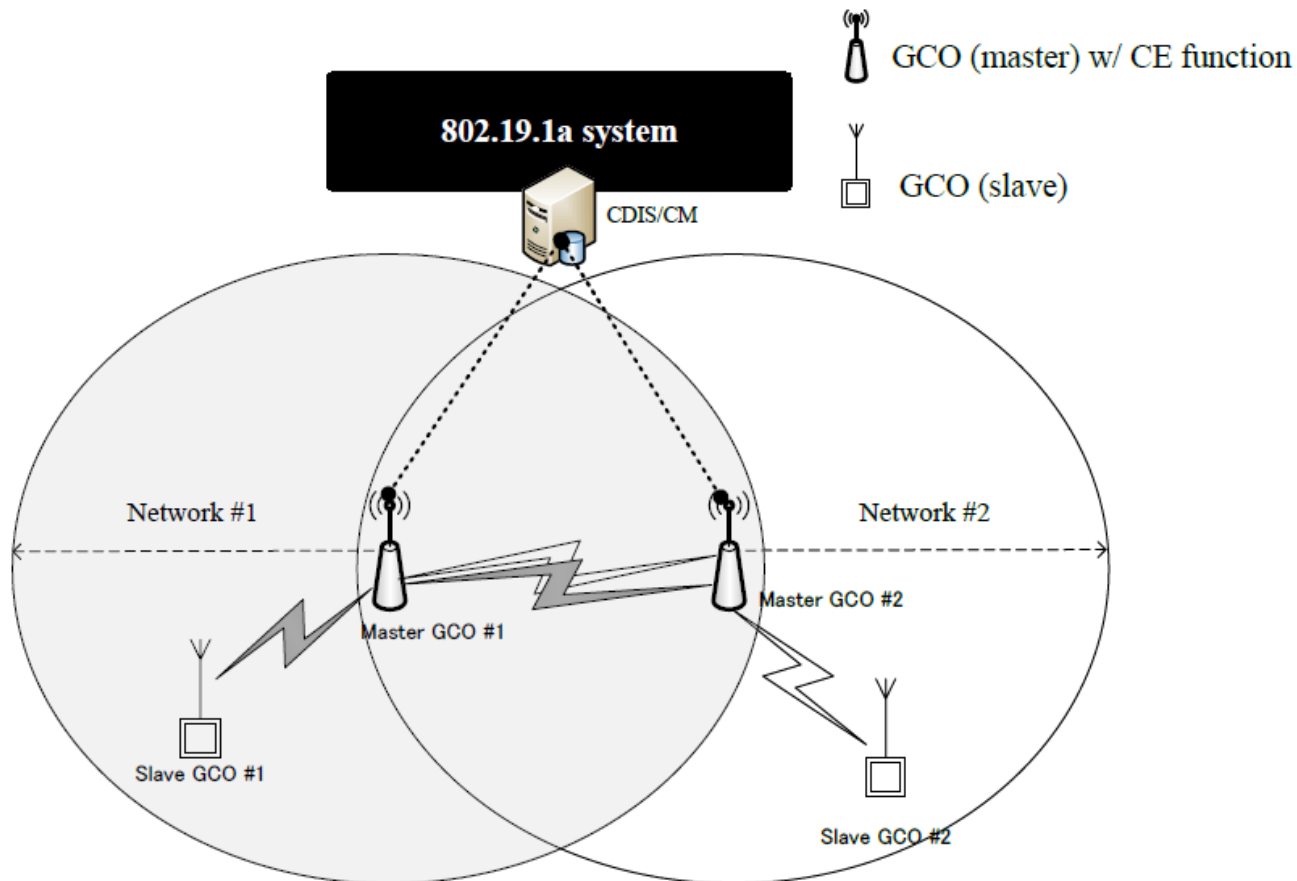 GCO (master) w/ CE function
802.19.1a system
GCO (slave)
CDIS/CM
Network #1
Network #2
Master GCO #2
Master GCO #1
Slave GCO #1
Slave GCO #2